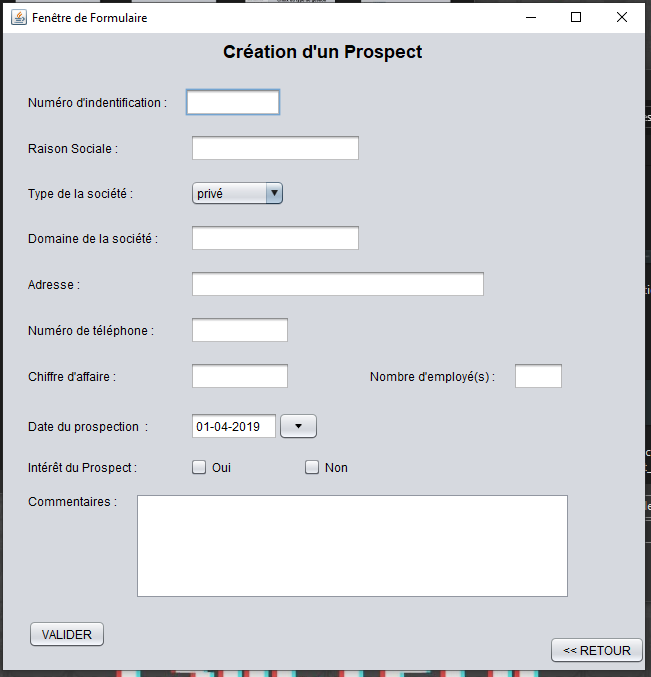 Fenêtre de Formulaire
Création d'un Prospect
Numéro d'indentification :
Raison Sociale :
Type de la société : privé
Domaine de la société :
Adresse :
Numéro de téléphone :
Chiffre d'affaire : Nombre d'employé(s) :
Date du prospection : 01-04-2019
Intérêt du Prospect : Oui Non
Commentaires :
VALIDER
<< RETOUR